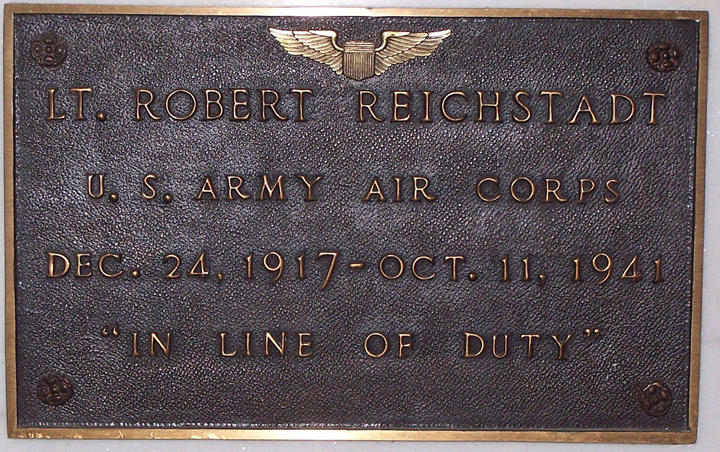 LT. ROBERT REICHSTADT
U. S. ARMY AIR CORPS
DEC. 24, 1917 - OCT. 11, 1941
"IN LINE OF DUTY"